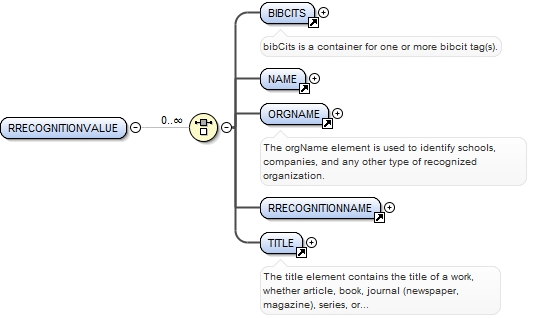 BIBCITS
bibCits is a container for one or more bibcit tag(s).
NAME
RRECOGNITIONVALUE
0..∞
ORGNAME
The orgName element is used to identify schools,
companies, and any other type of recognized
organization.
RRECOGNITIONNAME
TITLE
The title element contains the title of a work,
whether article, book, journal (newspaper,
magazine), series, or...